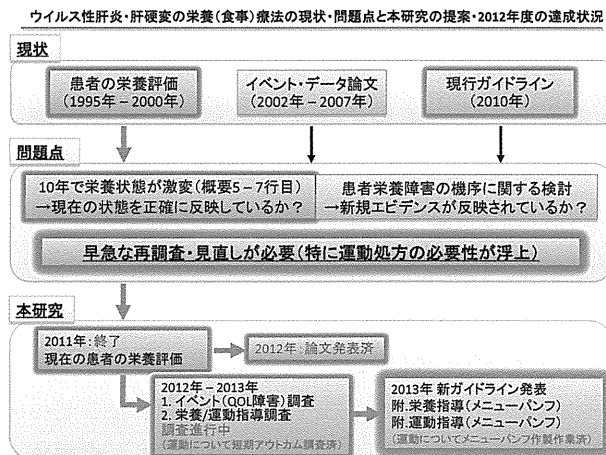 ウイルス性肝炎・肝硬変の栄養(食事)療法の現状・問題点と本研究の提案・2012年度の達成状況
現状
患者の栄養評価
(1995年－2000年)
イベント・データ論文
(2002年－2007年)
現行ガイドライン
(2010年)
問題点
10年で栄養状態が激変(概要5－7行目)
→現在の状態を正確に反映しているか？
患者栄養障害の機序に関する検討
→新規エビデンスが反映されているか？
早急な再調査・見直しが必要(特に運動処方の必要性が浮上)
本研究
2011年:終了
現在の患者の栄養評価
2012年:論文発表済
2012年－2013年
1. イベント(QOL障害)調査
2. 栄養/運動指導調査
調査進行中
(運動について短期アウトカム調査済)
2013年 新ガイドライン発表
附.栄養指導(メニューパンフ)
附.運動指導(メニューパンフ)
(運動についてメニューパンフ作製作業済)